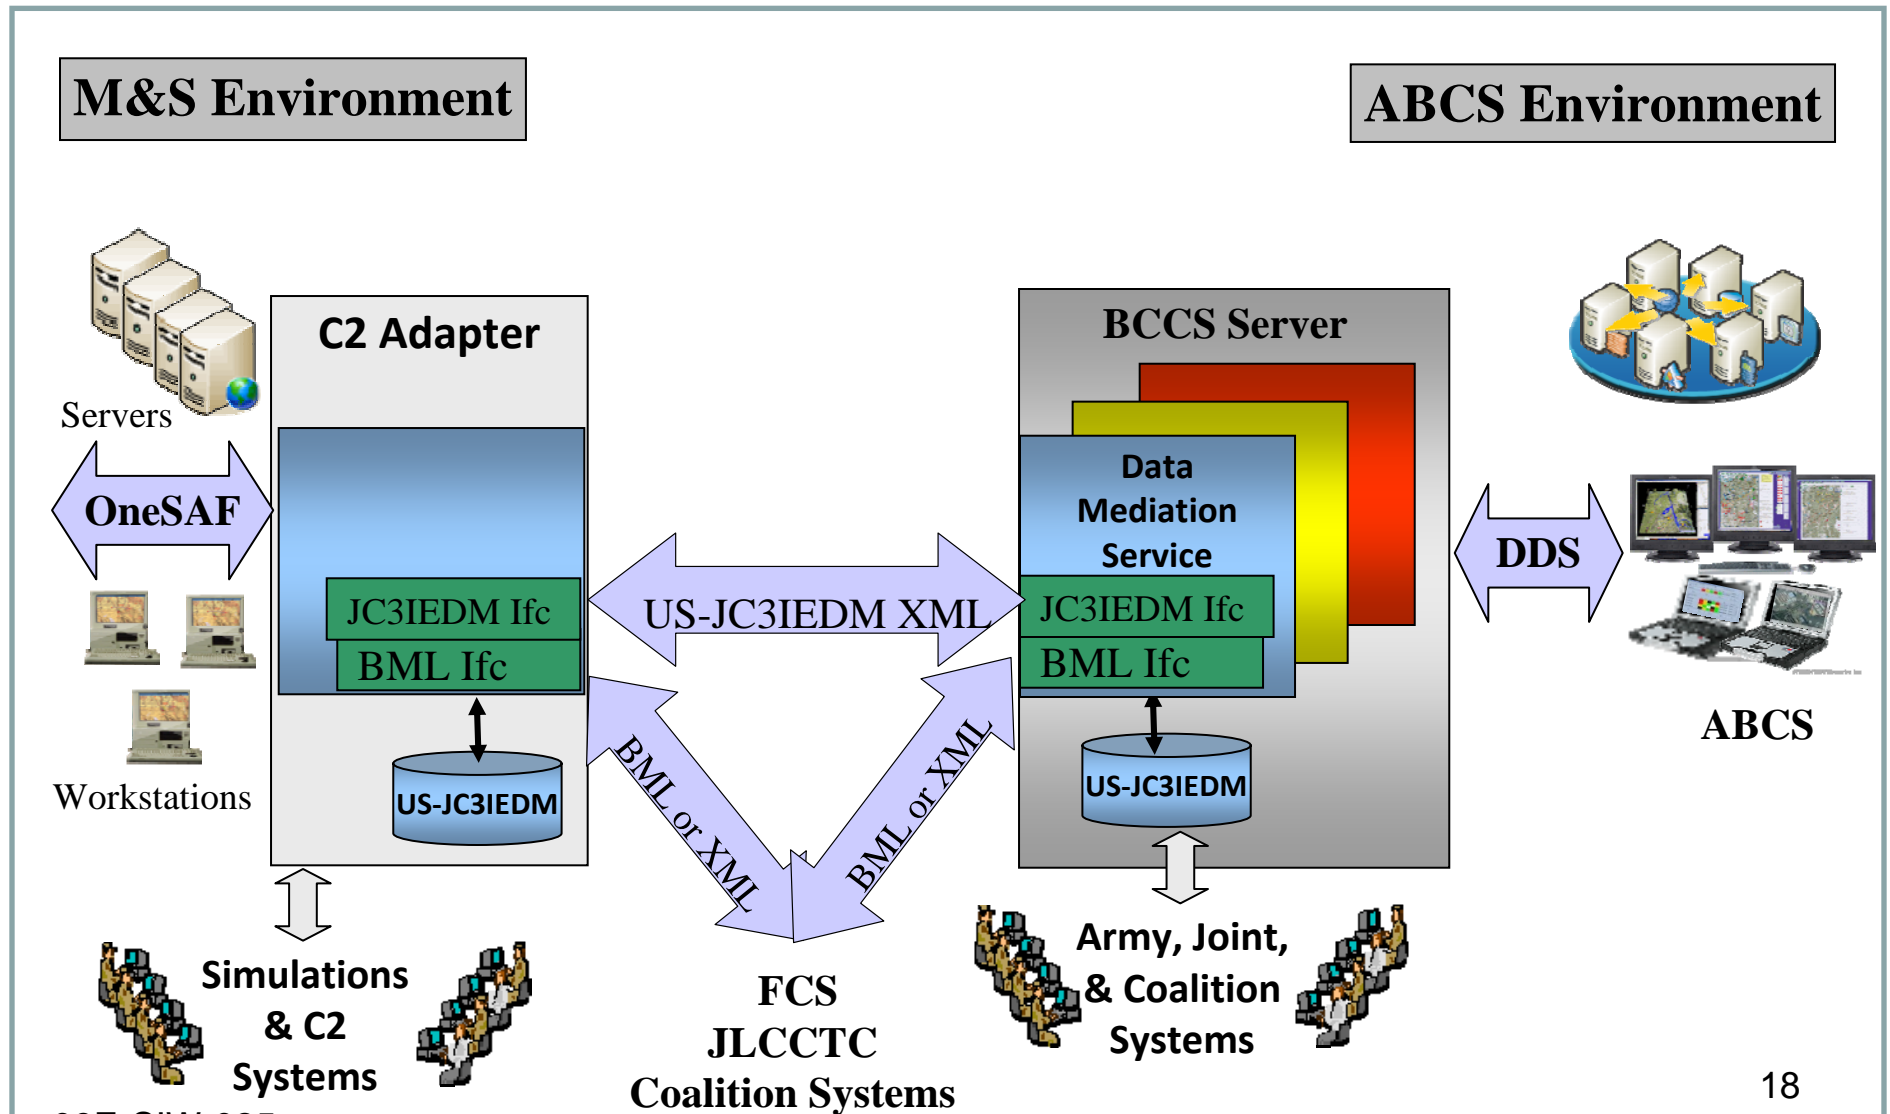 M&S Environment
ABCS Environment
Servers
OneSAF
Workstations
C2 Adapter
JC3IEDM Ifc
BML Ifc
US-JC3IEDM
US-JC3IEDM XML
BML or XML
BML or XML
BCCS Server
Data
Mediation
Service
JC3IEDM Ifc
BML Ifc
US-JC3IEDM
DDS
ABCS
Simulations
& C2
Systems
FCS
JLCCTC
Coalition Systems
Army, Joint,
& Coalition
Systems
18